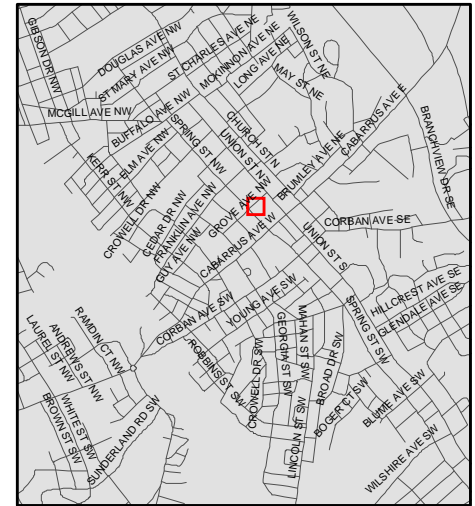 GIBSON DR NW
DOUGLAS AVE NW
ST MARY AVE NW
ST CHARLES AVE NE
MCKINNON AVE NE
LONG AVE NE
WILSON ST NE
MAY ST NE
MCGILL AVE NW
BUFFALO AVE NW
ELM AVE NW
SPRING ST NW
CHURCH ST N
UNION ST N
KERR ST NW
CROWELL DR NW
CEDAR DR NW
FRANKLIN AVE NW
GUY AVE NW
GROVE AVE NW
BRUMLEY AVE NE
CABARRUS AVE E
BRANCHVIEW DR SE
CABARRUS AVE W
CORBAN AVE SE
UNION ST S
CORBAN AVE SW
YOUNG AVE SW
SPRING ST SW
HILLCREST AVE SE
GLENDALE AVE SE
RAMDIN CT NW
ANDREWS ST NW
LAUREL ST NW
WHITE ST SW
BROWN ST SW
SUNDERLAND RD SW
ROBBINS ST SW
CROWELL DR SW
GEORGIA ST SW
MAHAN ST SW
LINCOLN ST SW
BROAD DR SW
BOGER CT SW
BLUME AVE SW
WILSHIRE AVE SW